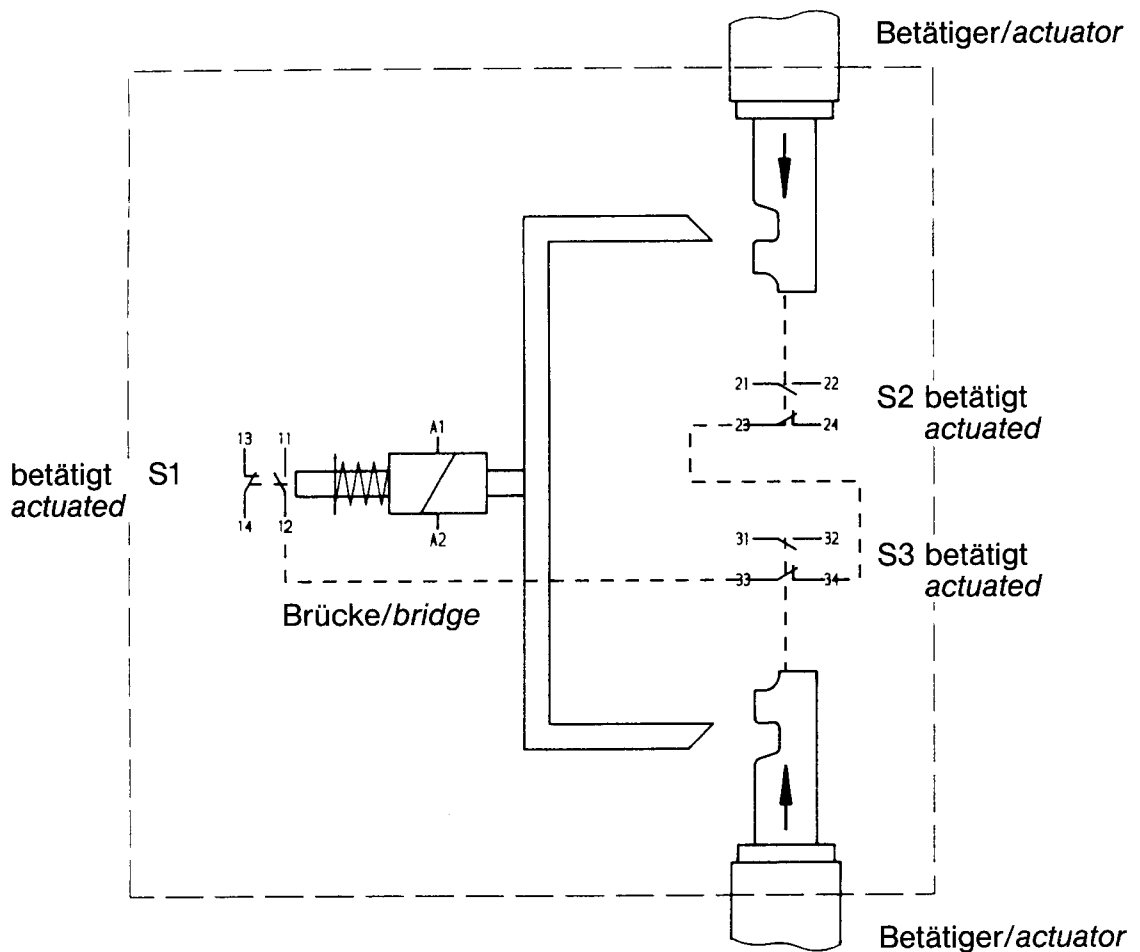 Betätiger/actuator
21 22
S2 betätigt
actuated
23 24
A1
13 11
betätigt S1
actuated
14 12
A2
31 32
S3 betätigt
actuated
33 34
Brücke/bridge
Betätiger/actuator